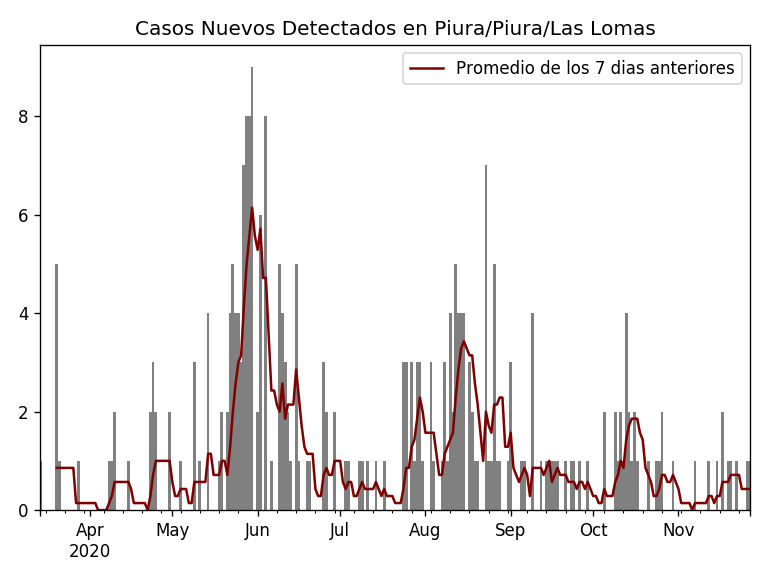 Casos Nuevos Detectados en Piura/Piura/Las Lomas
Promedio de los 7 dias anteriores
8
6
4
2
0
Apr May Jun Jul Aug Sep Oct Nov
2020